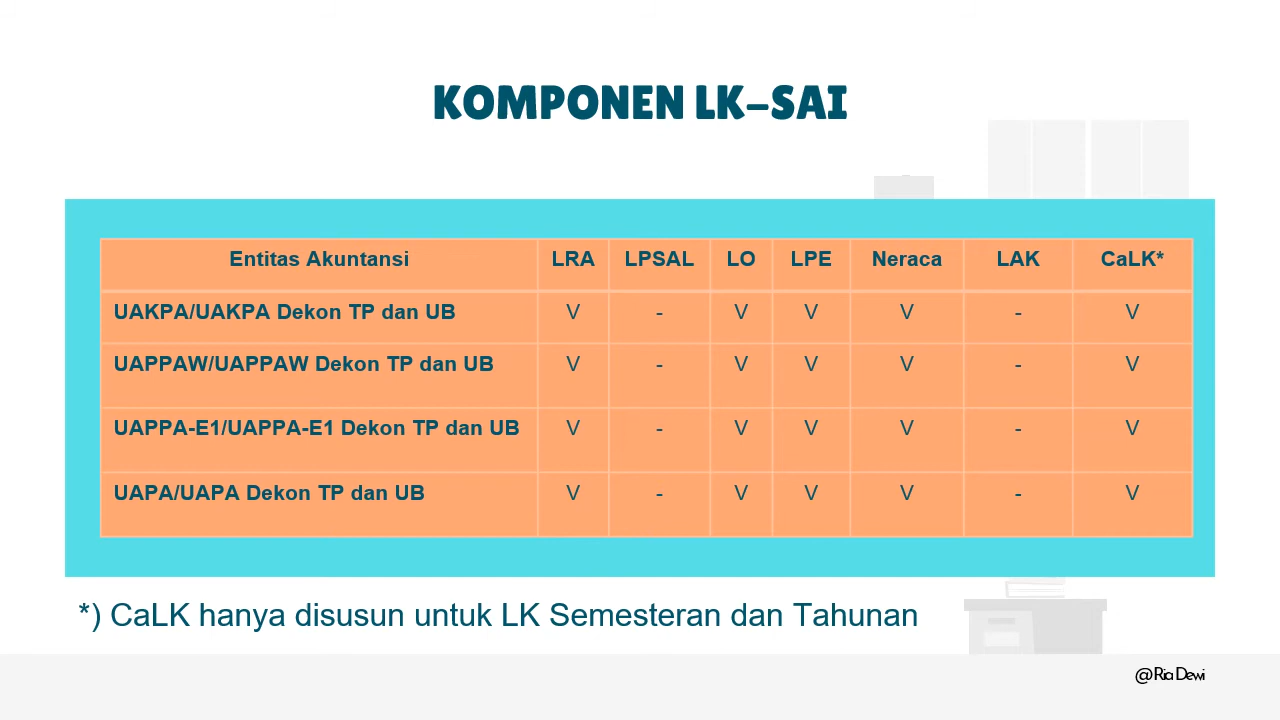 KOMPONEN LK-SAI
Entitas Akuntansi LRA LPSAL LO LPE Neraca LAK CaLK*
UAKPA/UAKPA Dekon TP dan UB V - V V V - V
UAPPAW/UAPPAW Dekon TP dan UB V - V V V - V
UAPPA-E1/UAPPA-E1 Dekon TP dan UB V - V V V - V
UAPA/UAPA Dekon TP dan UB V - V V V - V
*) CaLK hanya disusun untuk LK Semesteran dan Tahunan
@Ria Dewi